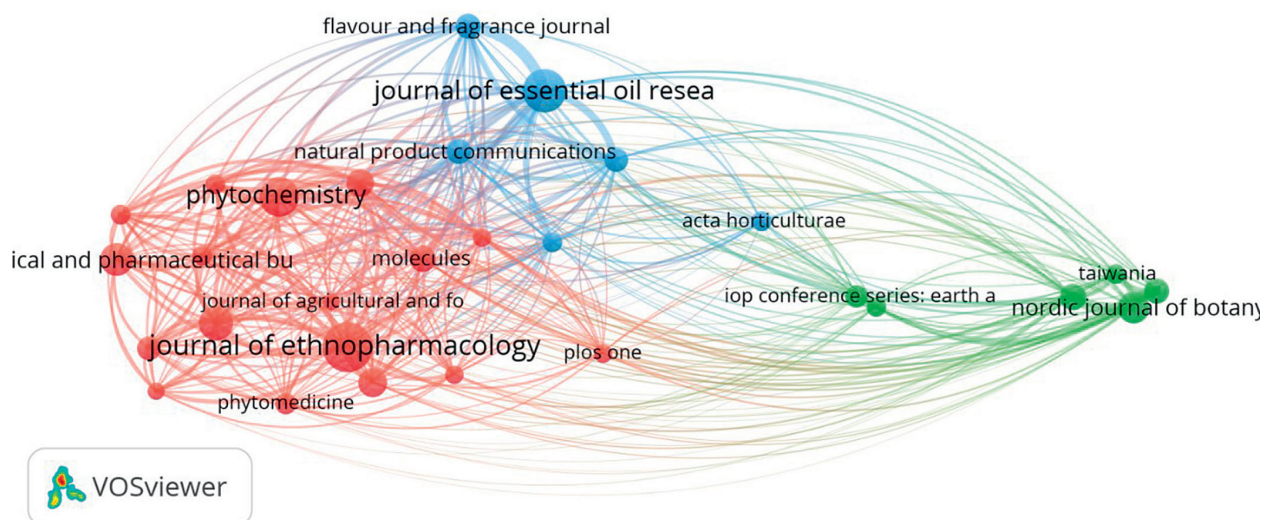 flavour and fragrance journal
journal of essential oil resea
natural product communications
phytochemistry
acta horticulturae
ical and pharmaceutical bu
molecules
taiwania
iop conference series: earth a
journal of agricultural and fo
nordic journal of botany
journal of ethnopharmacology
plos one
phytomedicine
VOSviewer